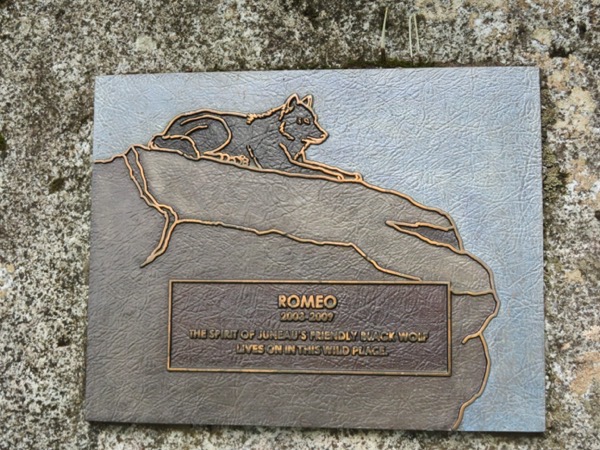 ROMEO
2003-2009
THE SPIRIT OF JUNEAU'S FRIENDLY BLACK WOLF
LIVES ON IN THIS WILD PLACE.